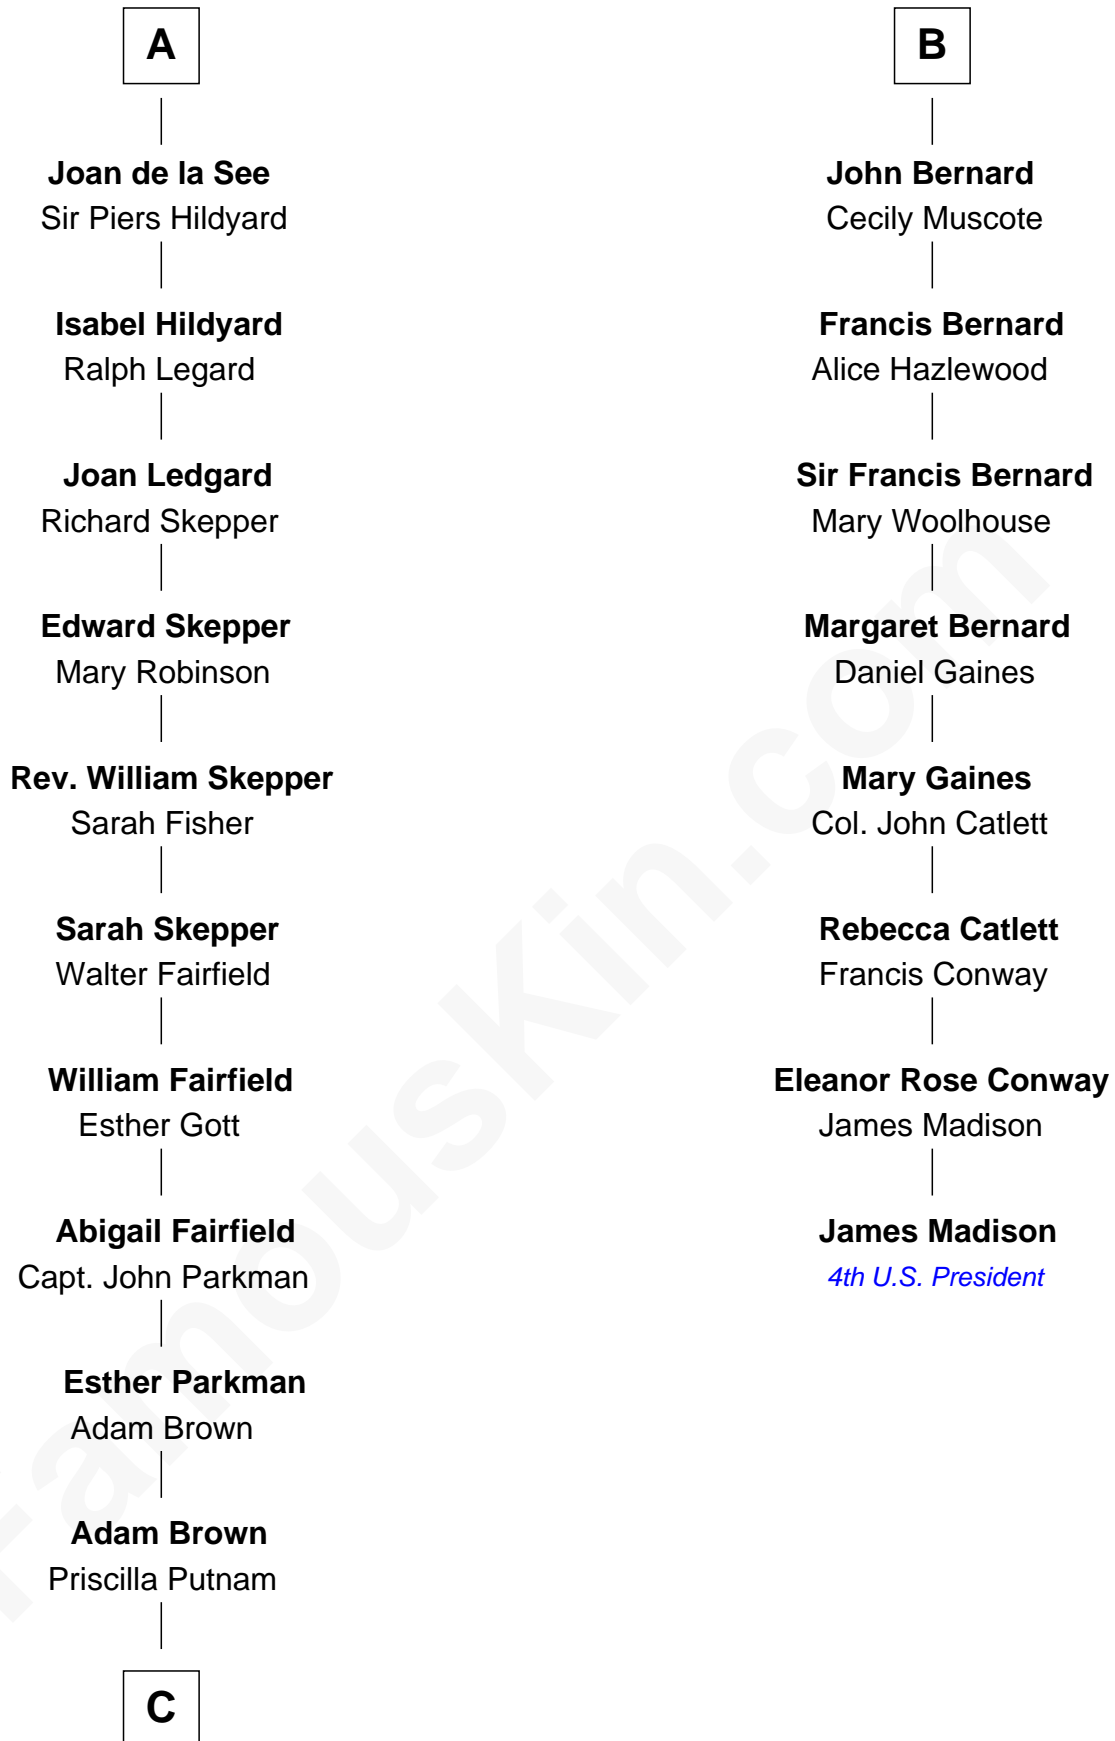 A
Joan de la See
Sir Piers Hildyard
Isabel Hildyard
Ralph Legard
Joan Ledgard
Richard Skepper
Edward Skepper
Mary Robinson
Rev. William Skepper
Sarah Fisher
Sarah Skepper
Walter Fairfield
William Fairfield
Esther Gott
Abigail Fairfield
Capt. John Parkman
Esther Parkman
Adam Brown
Adam Brown
Priscilla Putnam
C
B
John Bernard
Cecily Muscote
Francis Bernard
Alice Hazlewood
Sir Francis Bernard
Mary Woolhouse
Margaret Bernard
Daniel Gaines
Mary Gaines
Col. John Catlett
Rebecca Catlett
Francis Conway
Eleanor Rose Conway
James Madison
James Madison
4th U.S. President
FamousKin.com